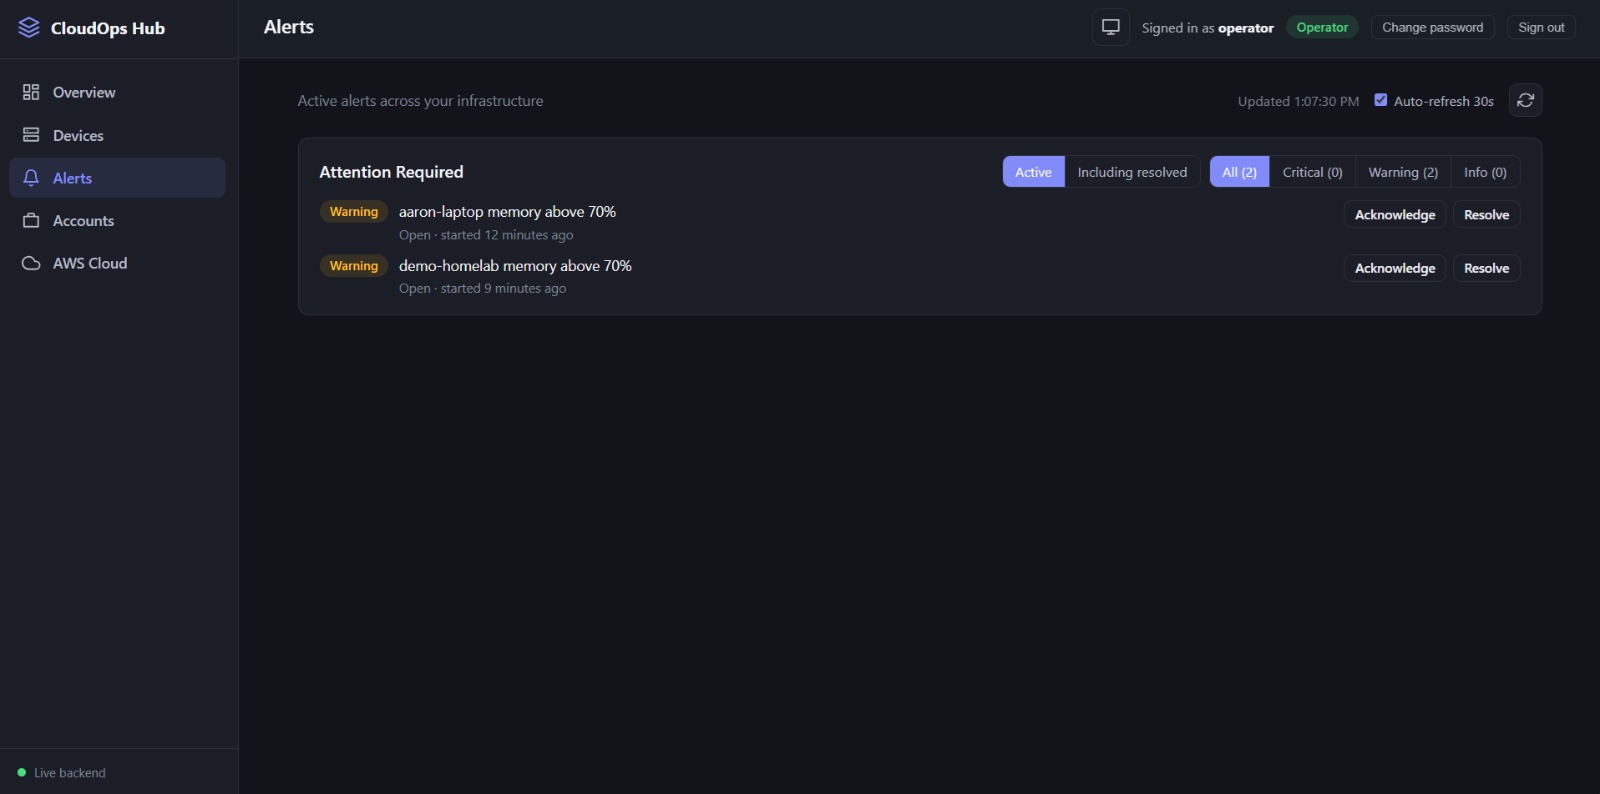 CloudOps Hub
Alerts
Signed in as operator
Operator
Change password
Sign out
Overview
Devices
Alerts
Accounts
AWS Cloud
Active alerts across your infrastructure
Updated 1:07:30 PM
Auto-refresh 30s
Attention Required
Active
Including resolved
All (2)
Critical (0)
Warning (2)
Info (0)
Warning
aaron-laptop memory above 70%
Open · started 12 minutes ago
Acknowledge
Resolve
Warning
demo-homelab memory above 70%
Open · started 9 minutes ago
Acknowledge
Resolve
Live backend